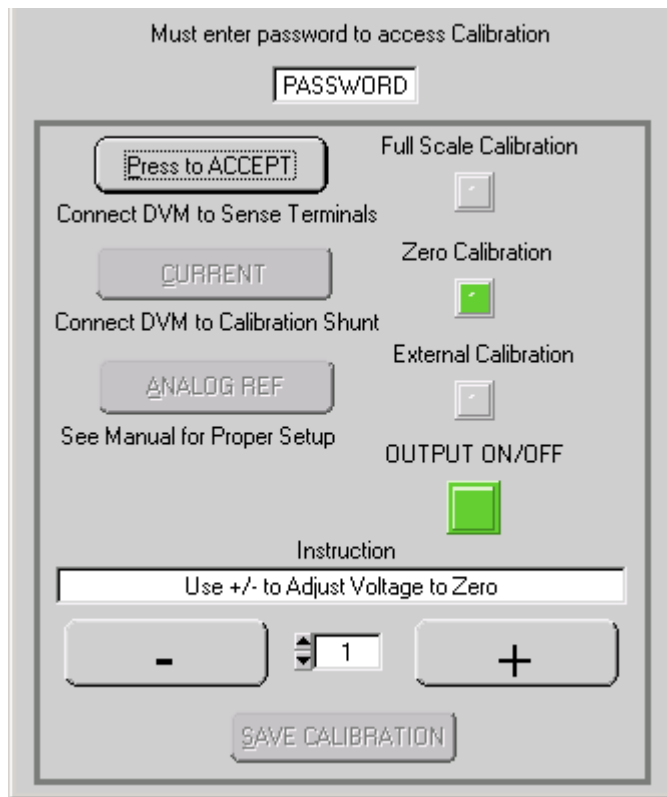 Must enter password to access Calibration
PASSWORD
Press to ACCEPT
Full Scale Calibration
Connect DVM to Sense Terminals
Zero Calibration
CURRENT
Connect DVM to Calibration Shunt
External Calibration
ANALOG REF
See Manual for Proper Setup
OUTPUT ON/OFF
Instruction
Use +/- to Adjust Voltage to Zero
- 1 +
SAVE CALIBRATION